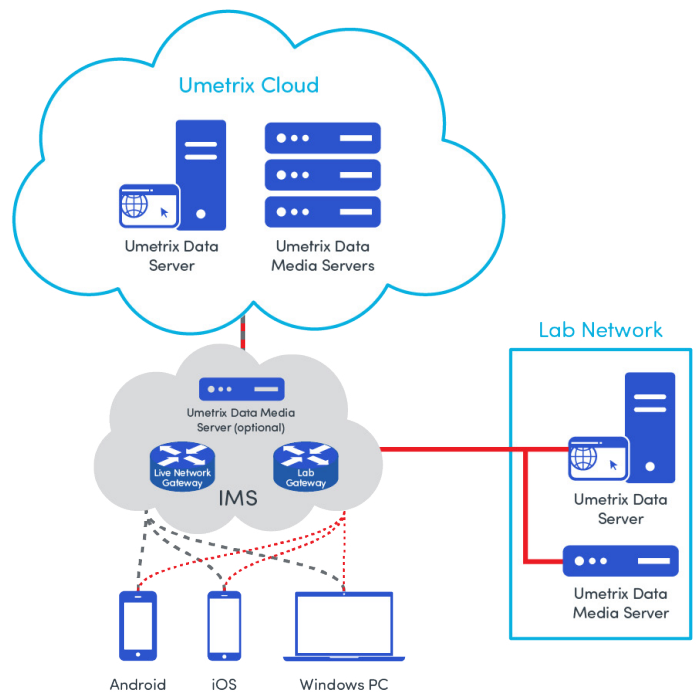 Umetrix Cloud
Umetrix Data
Server
Umetrix Data
Media Servers
Lab Network
Umetrix Data Media
Server (optional)
Live Network
Gateway
Lab
Gateway
IMS
Umetrix Data
Server
Umetrix Data
Media Server
Android
iOS
Windows PC